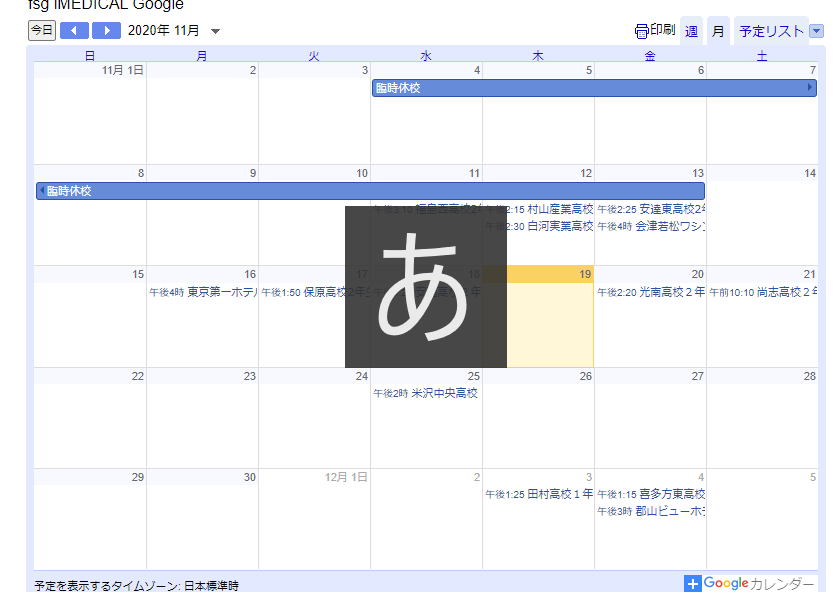 fsg iMEDICAL Google
今日 2020年 11月 印刷 週 月 予定リスト
日 月 火 水 木 金 土
11月 1日 2 3 4 5 6 7
臨時休校
8 9 10 11 12 13 14
臨時休校
午後2:15 村山産業高校 午後2:25 安達東高校2年
午後2:30 白河実業高校 午後4時 会津若松ワシン
15 16 17 18 19 20 21
午後4時 東京第一ホテル 午後1:50 保原高校2年 午後2:20 光南高校２年 午前10:10 尚志高校２年
あ
22 23 24 25 26 27 28
午後2時 米沢中央高校
29 30 12月 1日 2 3 4 5
午後1:25 田村高校１年 午後1:15 喜多方東高校
午後3時 郡山ビューホテ
予定を表示するタイムゾーン: 日本標準時
Google カレンダー